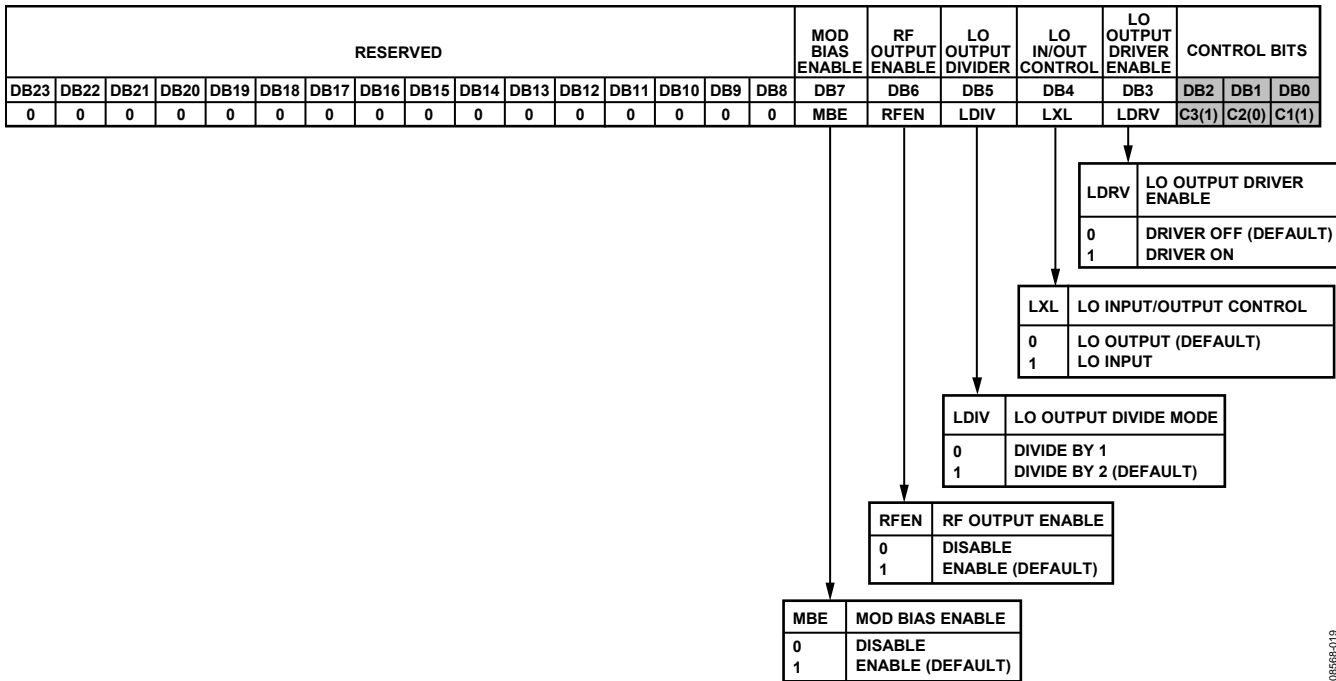 RESERVED
MOD BIAS ENABLE
RF OUTPUT ENABLE
LO OUTPUT DIVIDER
LO IN/OUT CONTROL
LO OUTPUT DRIVER ENABLE
CONTROL BITS
DB23 DB22 DB21 DB20 DB19 DB18 DB17 DB16 DB15 DB14 DB13 DB12 DB11 DB10 DB9 DB8 DB7 DB6 DB5 DB4 DB3 DB2 DB1 DB0
0 0 0 0 0 0 0 0 0 0 0 0 0 0 0 0 MBE RFEN LDIV LXL LDRV C3(1) C2(0) C1(1)
LDRV LO OUTPUT DRIVER ENABLE
0 DRIVER OFF (DEFAULT)
1 DRIVER ON
LXL LO INPUT/OUTPUT CONTROL
0 LO OUTPUT (DEFAULT)
1 LO INPUT
LDIV LO OUTPUT DIVIDE MODE
0 DIVIDE BY 1
1 DIVIDE BY 2 (DEFAULT)
RFEN RF OUTPUT ENABLE
0 DISABLE
1 ENABLE (DEFAULT)
MBE MOD BIAS ENABLE
0 DISABLE
1 ENABLE (DEFAULT)
08568-019